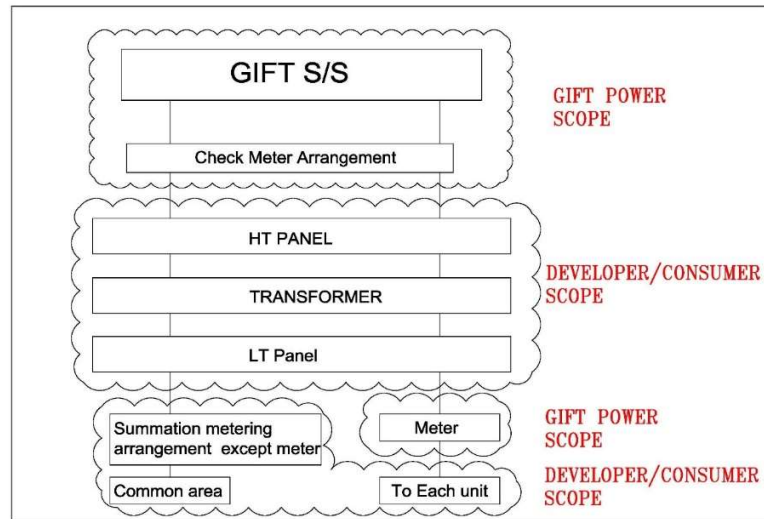 GIFT S/S
GIFT POWER
SCOPE
Check Meter Arrangement
HT PANEL
TRANSFORMER
DEVELOPER/CONSUMER
SCOPE
LT Panel
Summation metering
arrangement except meter
Meter
GIFT POWER
SCOPE
Common area
To Each unit
DEVELOPER/CONSUMER
SCOPE